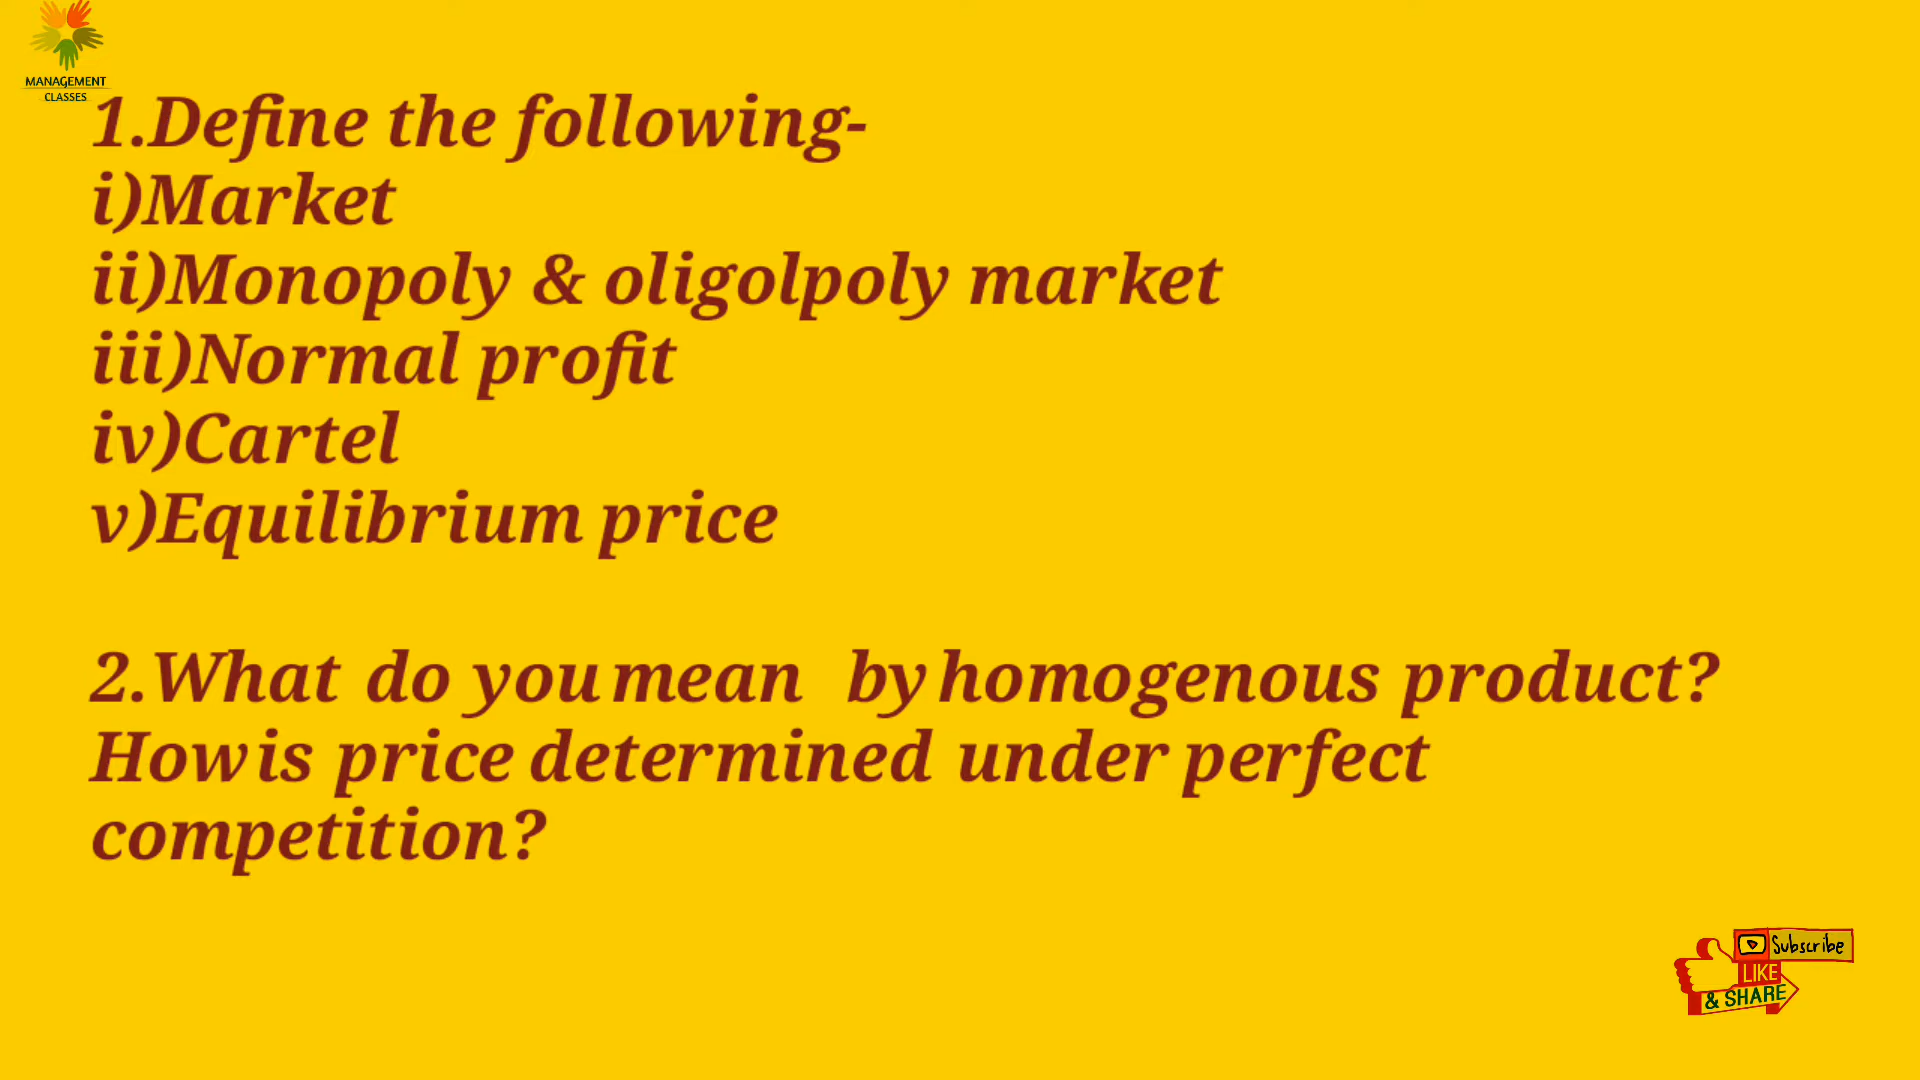 MANAGEMENT
CLASSES
1.Define the following-
i)Market
ii)Monopoly & oligolpoly market
iii)Normal profit
iv)Cartel
v)Equilibrium price
2.What do you mean by homogenous product?
How is price determined under perfect
competition?
Subscribe
LIKE
& SHARE